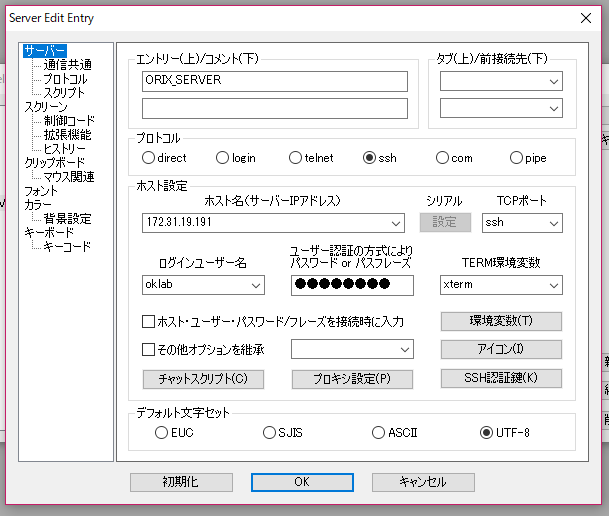 Server Edit Entry
サーバー
通信共通
プロトコル
スクリプト
スクリーン
制御コード
拡張機能
ヒストリー
クリップボード
マウス関連
フォント
カラー
背景設定
キーボード
キーコード
エントリー(上)/コメント(下)
ORIX_SERVER
タブ(上)/前接続先(下)
プロトコル
direct login telnet ssh com pipe
ホスト設定
ホスト名(サーバーIPアドレス) シリアル TCPポート
172.31.19.191 設定 ssh
ログインユーザー名 ユーザー認証の方式により
パスワード or パスフレーズ TERM環境変数
oklab ●●●●●●●● xterm
ホスト・ユーザー・パスワード/フレーズを接続時に入力 環境変数(T)
その他オプションを継承 アイコン(I)
チャットスクリプト(C) プロキシ設定(P) SSH認証鍵(K)
デフォルト文字セット
EUC SJIS ASCII UTF-8
初期化 OK キャンセル